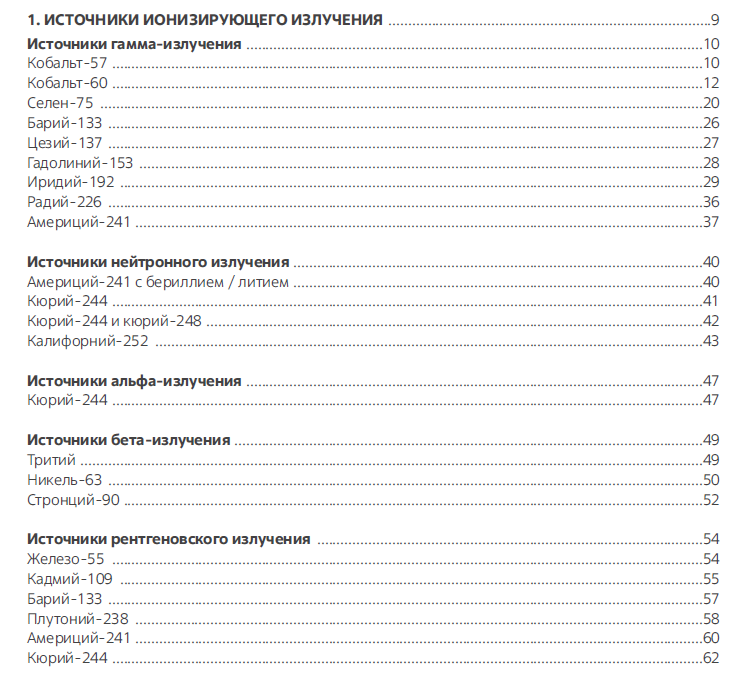 1. ИСТОЧНИКИ ИОНИЗИРУЮЩЕГО ИЗЛУЧЕНИЯ ........ 9
Источники гамма-излучения ........ 10
Кобальт-57 ........ 10
Кобальт-60 ........ 12
Селен-75 ........ 20
Барий-133 ........ 26
Цезий-137 ........ 27
Гадолиний-153 ........ 28
Иридий-192 ........ 29
Радий-226 ........ 36
Америций-241 ........ 37
Источники нейтронного излучения ........ 40
Америций-241 с бериллием / литием ........ 40
Кюрий-244 ........ 41
Кюрий-244 и кюрий-248 ........ 42
Калифорний-252 ........ 43
Источники альфа-излучения ........ 47
Кюрий-244 ........ 47
Источники бета-излучения ........ 49
Тритий ........ 49
Никель-63 ........ 50
Стронций-90 ........ 52
Источники рентгеновского излучения ........ 54
Железо-55 ........ 54
Кадмий-109 ........ 55
Барий-133 ........ 57
Плутоний-238 ........ 58
Америций-241 ........ 60
Кюрий-244 ........ 62